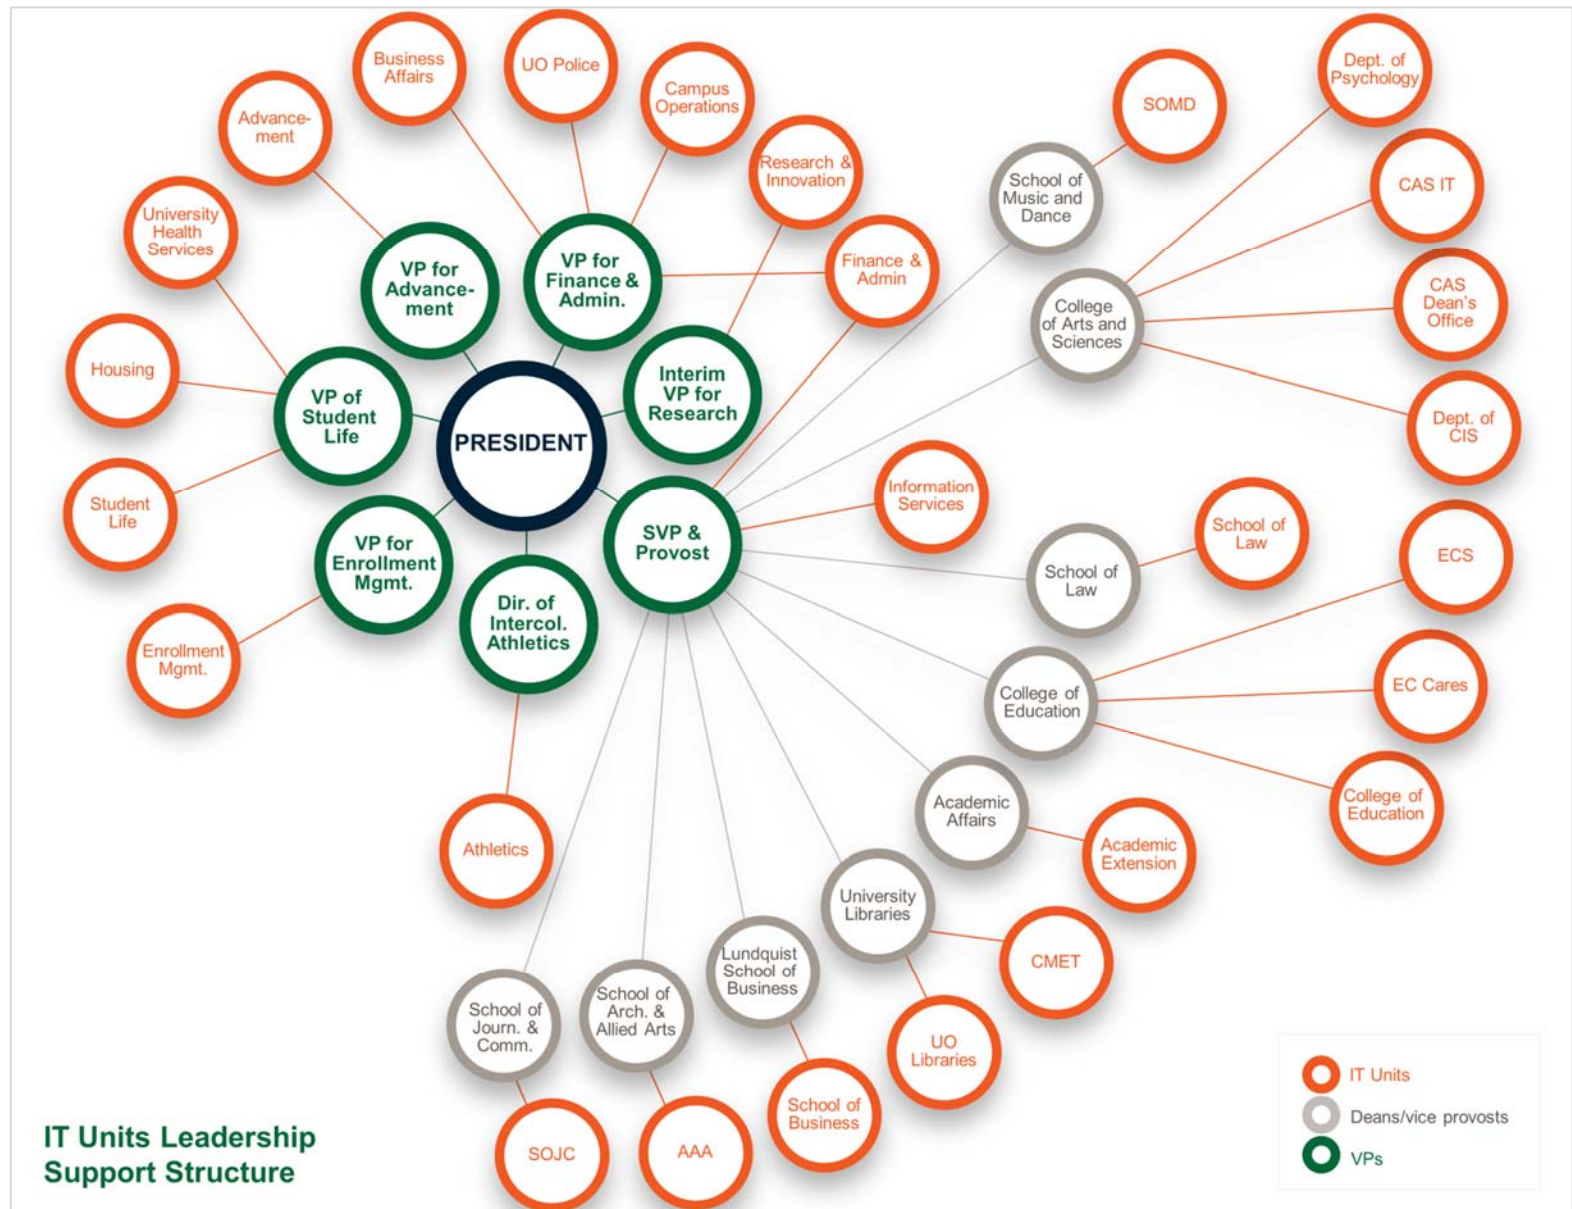 Business
Affairs
UO Police
Campus
Operations
Advance-
ment
Research &
Innovation
University
Health
Services
Finance &
Admin
Housing
Student
Life
Enrollment
Mgmt.
VP for
Advance-
ment
VP for
Finance &
Admin.
Interim
VP for
Research
VP of
Student
Life
PRESIDENT
VP for
Enrollment
Mgmt.
Dir. of
Intercol.
Athletics
SVP &
Provost
Athletics
SOMD
Dept. of
Psychology
School of
Music and
Dance
CAS IT
College
of Arts and
Sciences
CAS
Dean's
Office
Dept. of
CIS
Information
Services
School of
Law
School of
Law
ECS
College of
Education
EC Cares
College of
Education
Academic
Affairs
Academic
Extension
University
Libraries
CMET
UO
Libraries
Lundquist
School of
Business
School of
Business
School of
Arch. &
Allied Arts
AAA
School of
Journ. &
Comm.
SOJC
IT Units Leadership
Support Structure
IT Units
Deans/vice provosts
VPs